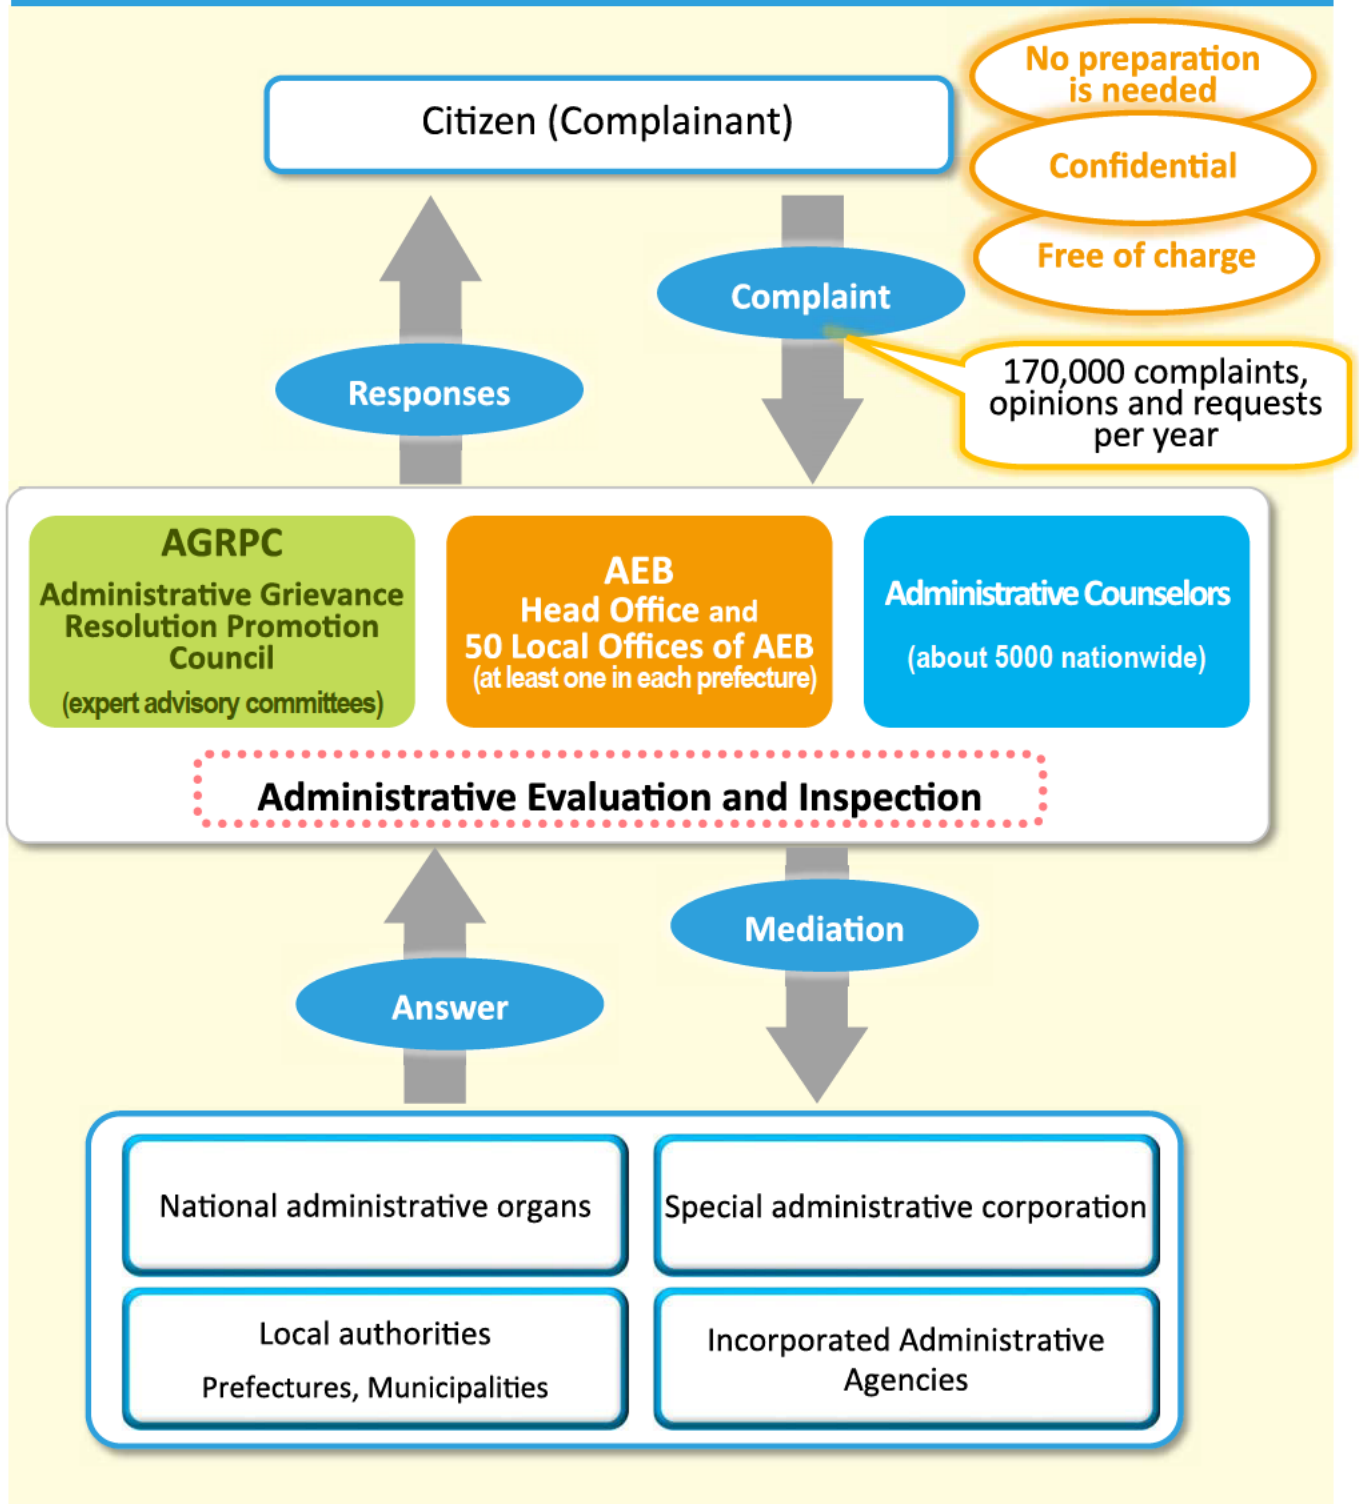 Citizen (Complainant)
No preparation
is needed
Confidential
Free of charge
Complaint
Responses
170,000 complaints,
opinions and requests
per year
AGRPC
Administrative Grievance
Resolution Promotion
Council
(expert advisory committees)
AEB
Head Office and
50 Local Offices of AEB
(at least one in each prefecture)
Administrative Counselors
(about 5000 nationwide)
Administrative Evaluation and Inspection
Mediation
Answer
National administrative organs
Special administrative corporation
Local authorities
Prefectures, Municipalities
Incorporated Administrative
Agencies